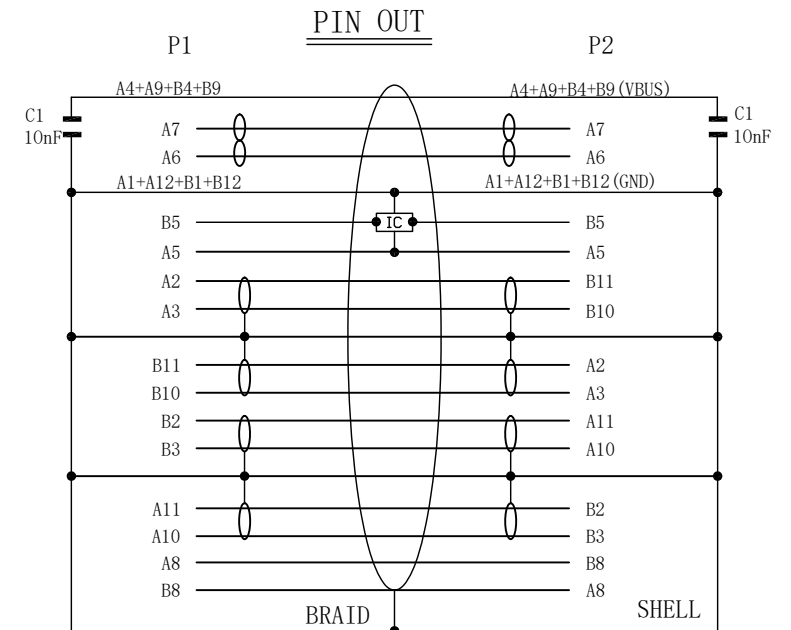 PIN OUT
P1 P2
A4+A9+B4+B9 A4+A9+B4+B9(VBUS)
C1 C1
10nF 10nF
A7 A7
A6 A6
A1+A12+B1+B12 A1+A12+B1+B12(GND)
B5 IC B5
A5 A5
A2 B11
A3 B10
B11 A2
B10 A3
B2 A11
B3 A10
A11 B2
A10 B3
A8 B8
B8 A8
BRAID SHELL